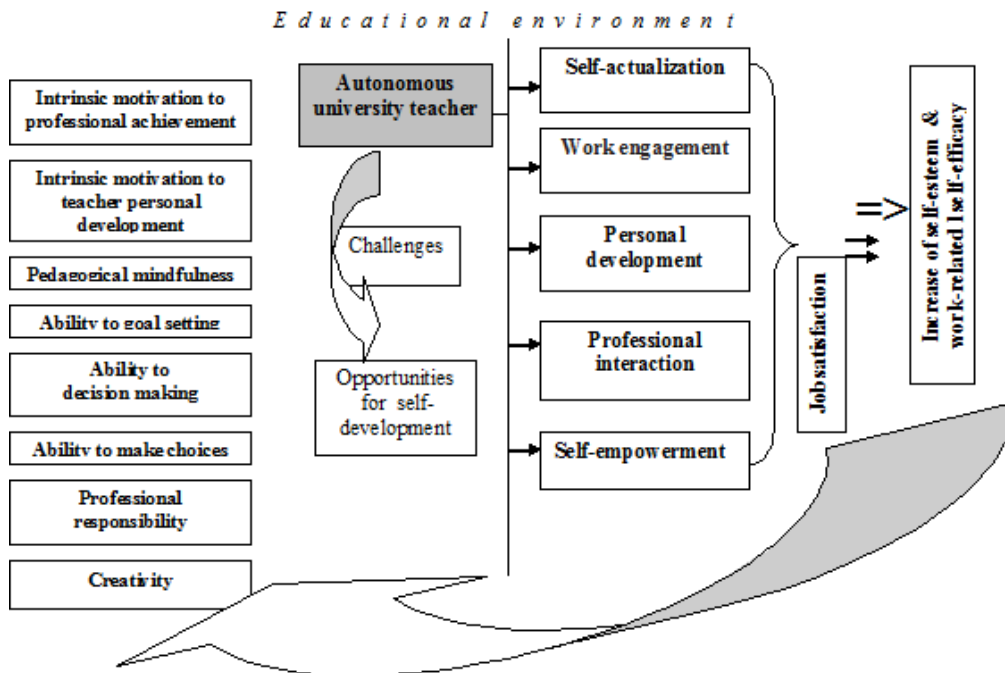 Educational environment
Intrinsic motivation to
professional achievement
Intrinsic motivation to
teacher personal
development
Pedagogical mindfulness
Ability to goal setting
Ability to
decision making
Ability to make choices
Professional
responsibility
Creativity
Autonomous
university teacher
Challenges
Opportunities
for self-
development
Self-actualization
Work engagement
Personal
development
Professional
interaction
Self-empowerment
Job satisfaction
=>
Increase of self-esteem &
work-related l self-efficacy